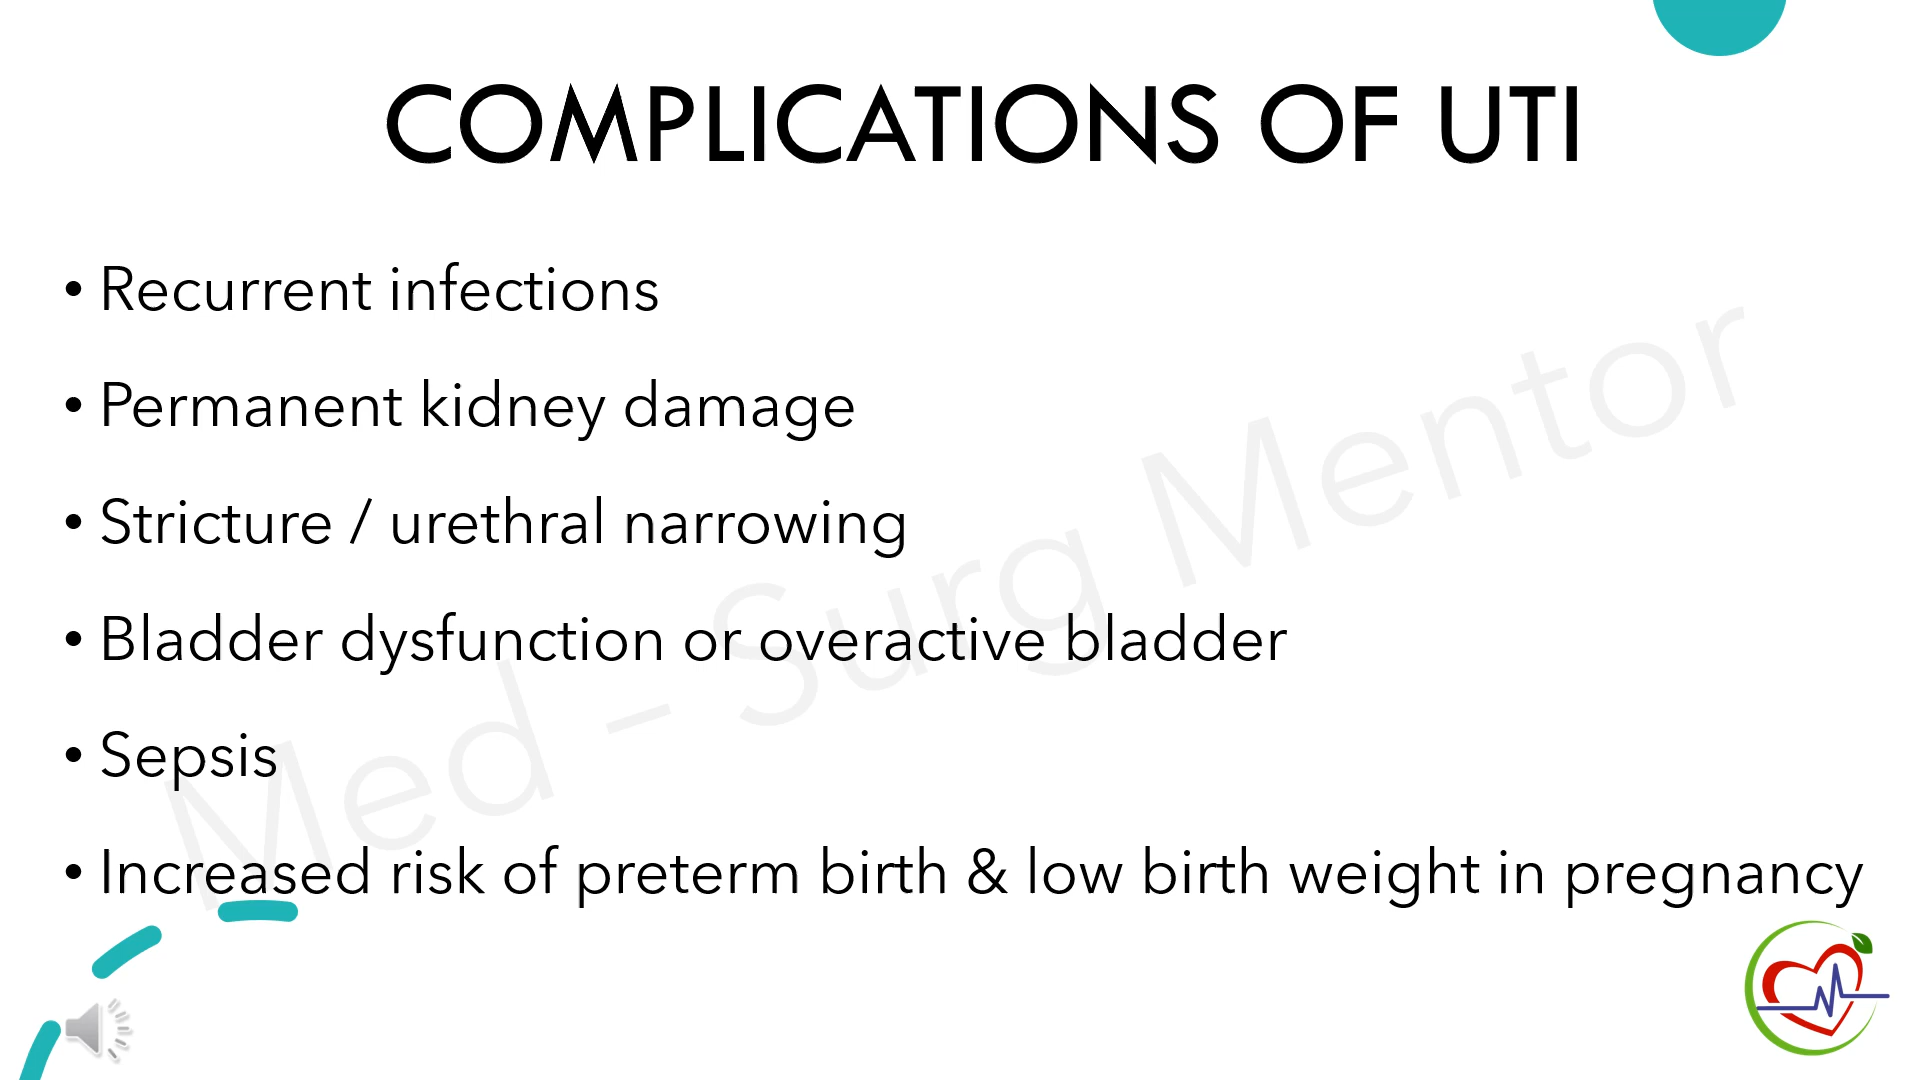 COMPLICATIONS OF UTI
• Recurrent infections
• Permanent kidney damage
• Stricture / urethral narrowing
• Bladder dysfunction or overactive bladder
• Sepsis
• Increased risk of preterm birth & low birth weight in pregnancy
Med - Surg Mentor